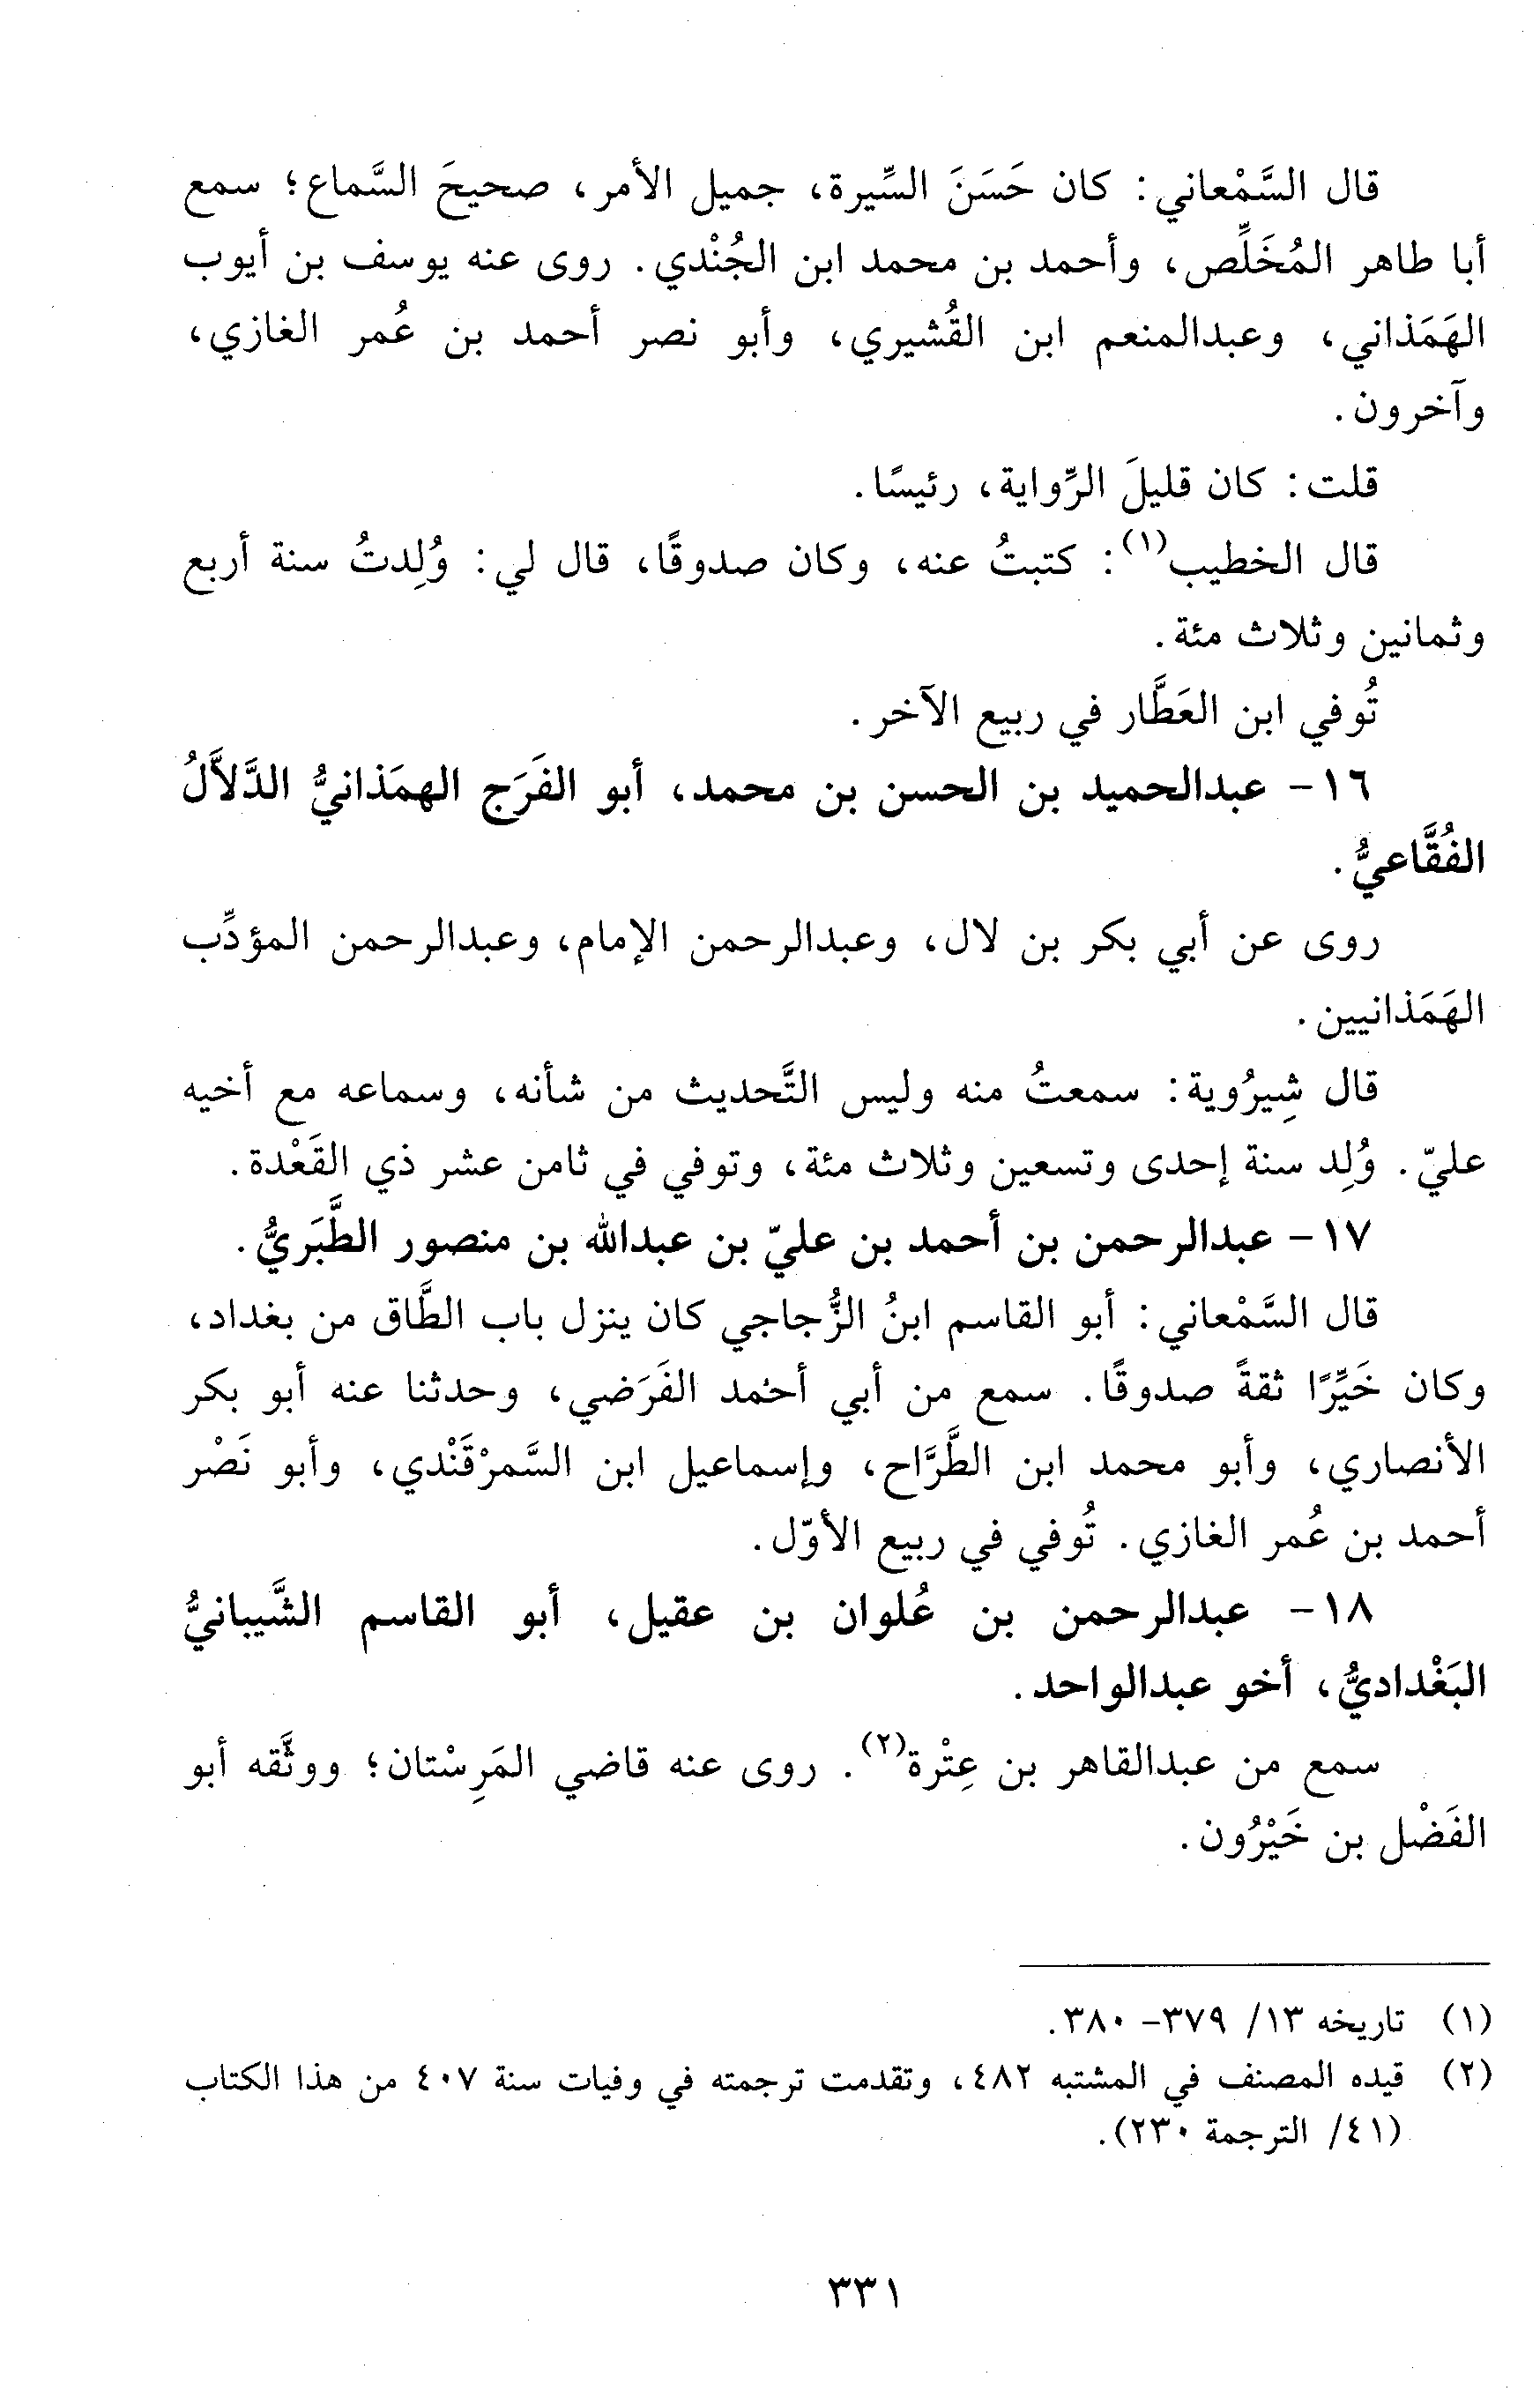 قال السَّمْعاني: كان حَسَنَ السِّيرة، جميل الأمر، صحيحَ السَّماع؛ سمع
أبا طاهر المُخَلِّص، وأحمد بن محمد ابن الجُنْدي. روى عنه يوسف بن أيوب
الهَمَذاني، وعبدالمنعم ابن القُشيري، وأبو نصر أحمد بن عُمر الغازي،
وآخرون.
قلت: كان قليلَ الرِّواية، رئيسًا.
قال الخطيب(١): كتبتُ عنه، وكان صدوقًا، قال لي: وُلِدتُ سنة أربع
وثمانين وثلاث مئة.
تُوفي ابن العَطَّار في ربيع الآخر.
١٦- عبدالحميد بن الحسن بن محمد، أبو الفَرَج الهمَذانيُّ الدَّلاَّلُ
الفُقَّاعيُّ.
روى عن أبي بكر بن لال، وعبدالرحمن الإمام، وعبدالرحمن المؤدِّب
الهَمَذانيين.
قال شِيرُوية: سمعتُ منه وليس التَّحديث من شأنه، وسماعه مع أخيه
عليّ. وُلِد سنة إحدى وتسعين وثلاث مئة، وتوفي في ثامن عشر ذي القَعْدة.
١٧- عبدالرحمن بن أحمد بن عليّ بن عبدالله بن منصور الطَّبَريُّ.
قال السَّمْعاني: أبو القاسم ابنُ الزُّجاجي كان ينزل باب الطَّاق من بغداد،
وكان خَيِّرًا ثقةً صدوقًا. سمع من أبي أحمد الفَرَضي، وحدثنا عنه أبو بكر
الأنصاري، وأبو محمد ابن الطَّرَّاح، وإسماعيل ابن السَّمرْقَنْدي، وأبو نَصْر
أحمد بن عُمر الغازي. تُوفي في ربيع الأوّل.
١٨- عبدالرحمن بن عُلوان بن عقيل، أبو القاسم الشَّيبانيُّ
البَغْداديُّ، أخو عبدالواحد.
سمع من عبدالقاهر بن عِتْرة(٢). روى عنه قاضي المَرِسْتان؛ ووثَّقه أبو
الفَضْل بن خَيْرُون.
(١) تاريخه ١٣/ ٣٧٩- ٣٨٠.
(٢) قيده المصنف في المشتبه ٤٨٢، وتقدمت ترجمته في وفيات سنة ٤٠٧ من هذا الكتاب
(٤١/ الترجمة ٢٣٠).
٣٣١